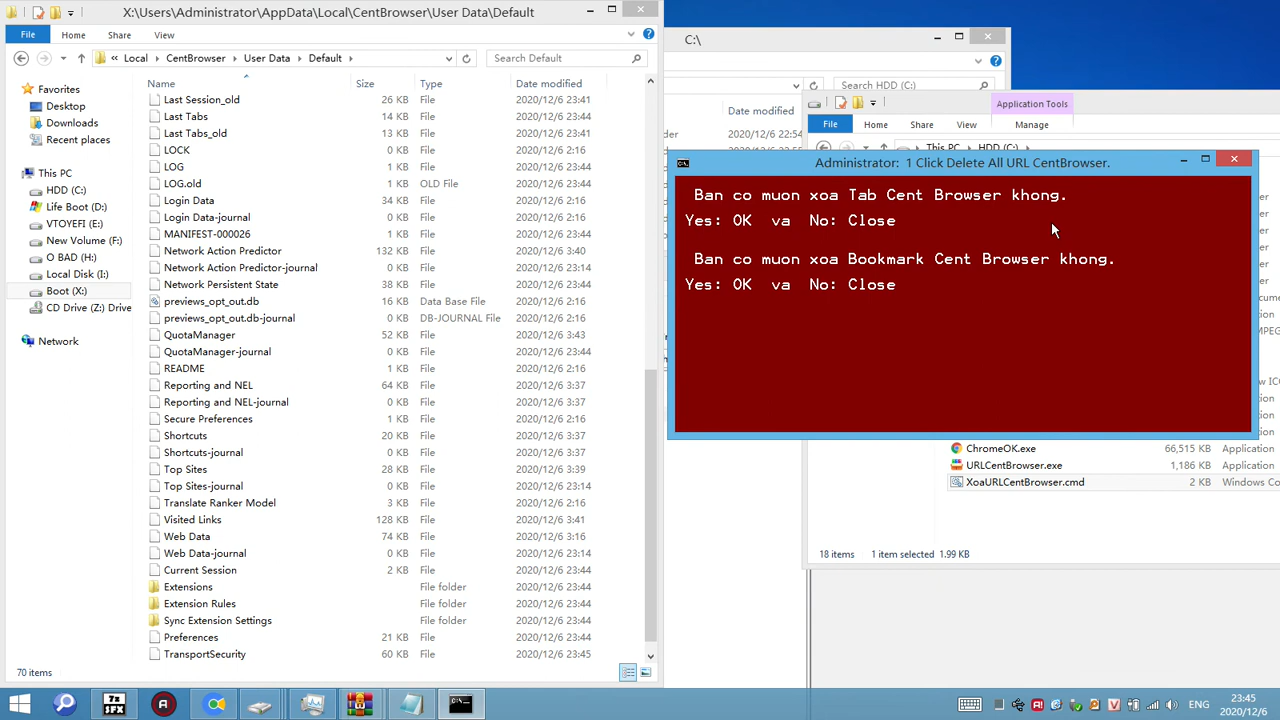 X:\Users\Administrator\AppData\Local\CentBrowser\User Data\Default
File Home Share View
Local CentBrowser User Data Default
Search Default
Name Size Type Date modified
Favorites
Desktop
Downloads
Recent places
This PC
HDD (C:)
Life Boot (D:)
VTOYEFI (E:)
New Volume (F:)
O BAD (H:)
Local Disk (I:)
Boot (X:)
CD Drive (Z:) Drive
Network
Last Session_old 26 KB File 2020/12/6 23:41
Last Tabs 14 KB File 2020/12/6 23:44
Last Tabs_old 13 KB File 2020/12/6 23:41
LOCK 0 KB File 2020/12/6 2:16
LOG 0 KB File 2020/12/6 23:44
LOG.old 0 KB OLD File 2020/12/6 2:16
Login Data 34 KB File 2020/12/6 2:16
Login Data-journal 0 KB File 2020/12/6 2:16
MANIFEST-000026 0 KB File 2020/12/6 23:44
Network Action Predictor 12 KB File 2020/12/6 3:40
Network Action Predictor-journal 0 KB File 2020/12/6 23:14
Network Persistent State 38 KB File 2020/12/6 23:44
previews_opt_out.db 16 KB Data Base File 2020/12/6 2:16
previews_opt_out.db-journal 0 KB DB-JOURNAL File 2020/12/6 2:16
QuotaManager 52 KB File 2020/12/6 3:43
QuotaManager-journal 0 KB File 2020/12/6 23:44
README 1 KB File 2020/12/6 2:16
Reporting and NEL 64 KB File 2020/12/6 3:37
Reporting and NEL-journal 0 KB File 2020/12/6 3:37
Secure Preferences 1 KB File 2020/12/6 2:16
Shortcuts 20 KB File 2020/12/6 3:37
Shortcuts-journal 0 KB File 2020/12/6 3:37
Top Sites 28 KB File 2020/12/6 3:39
Top Sites-journal 0 KB File 2020/12/6 23:14
Translate Ranker Model 3 KB File 2020/12/6 2:16
Visited Links 128 KB File 2020/12/6 3:41
Web Data 74 KB File 2020/12/6 3:16
Web Data-journal 0 KB File 2020/12/6 23:14
Current Session 2 KB File 2020/12/6 23:44
Extensions File folder 2020/12/6 23:44
Extension Rules File folder 2020/12/6 23:44
Sync Extension Settings File folder 2020/12/6 23:44
Preferences 21 KB File 2020/12/6 23:44
TransportSecurity 60 KB File 2020/12/6 23:45
70 items
C:\
Search HDD (C:)
Date modified
2020/12/6 22:54
Application Tools
File Home Share View Manage
This PC HDD (C:)
Administrator: 1 Click Delete All URL CentBrowser.
Ban co muon xoa Tab Cent Browser khong.
Yes: OK va No: Close
Ban co muon xoa Bookmark Cent Browser khong.
Yes: OK va No: Close
ChromeOK.exe 66,515 KB Application
URLCentBrowser.exe 1,186 KB Application
XoaURLCentBrowser.cmd 2 KB Windows Co
18 items 1 item selected 1.99 KB
ENG
23:45
2020/12/6